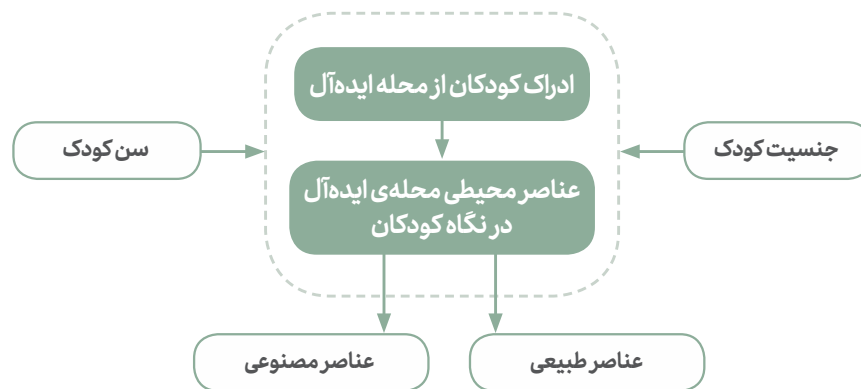 ادراک کودکان از محله ایده‌آل
جنسیت کودک
سن کودک
عناصر محیطی محله‌ی ایده‌آل
در نگاه کودکان
عناصر طبیعی
عناصر مصنوعی